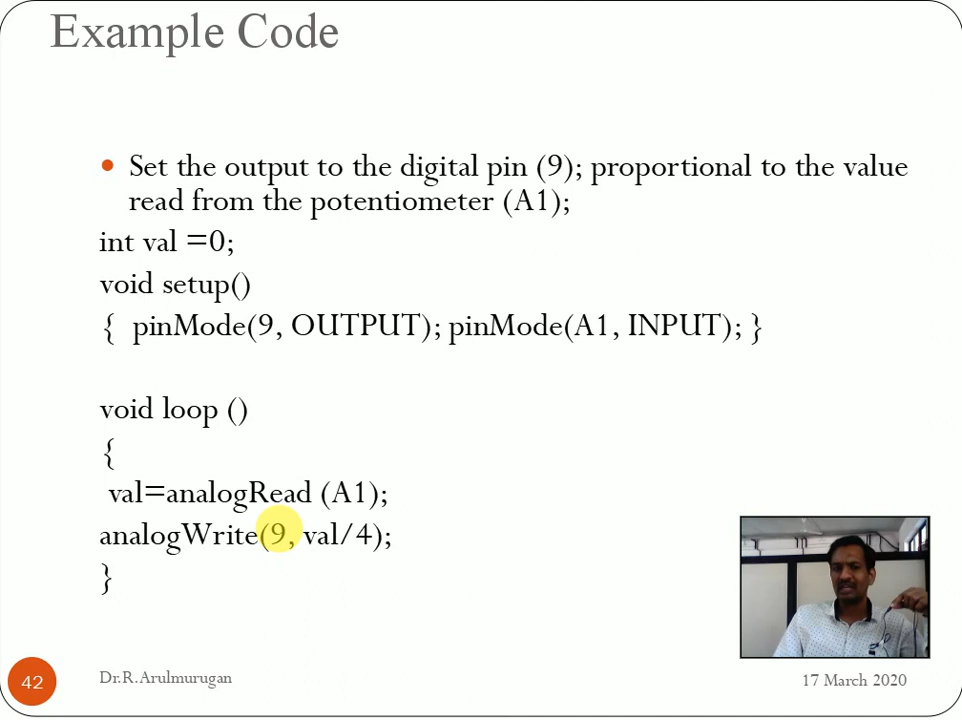 Example Code
• Set the output to the digital pin (9); proportional to the value
read from the potentiometer (A1);
int val =0;
void setup()
{ pinMode(9, OUTPUT); pinMode(A1, INPUT); }
void loop ()
{
val=analogRead (A1);
analogWrite(9, val/4);
}
42
Dr.R.Arulmurugan
17 March 2020